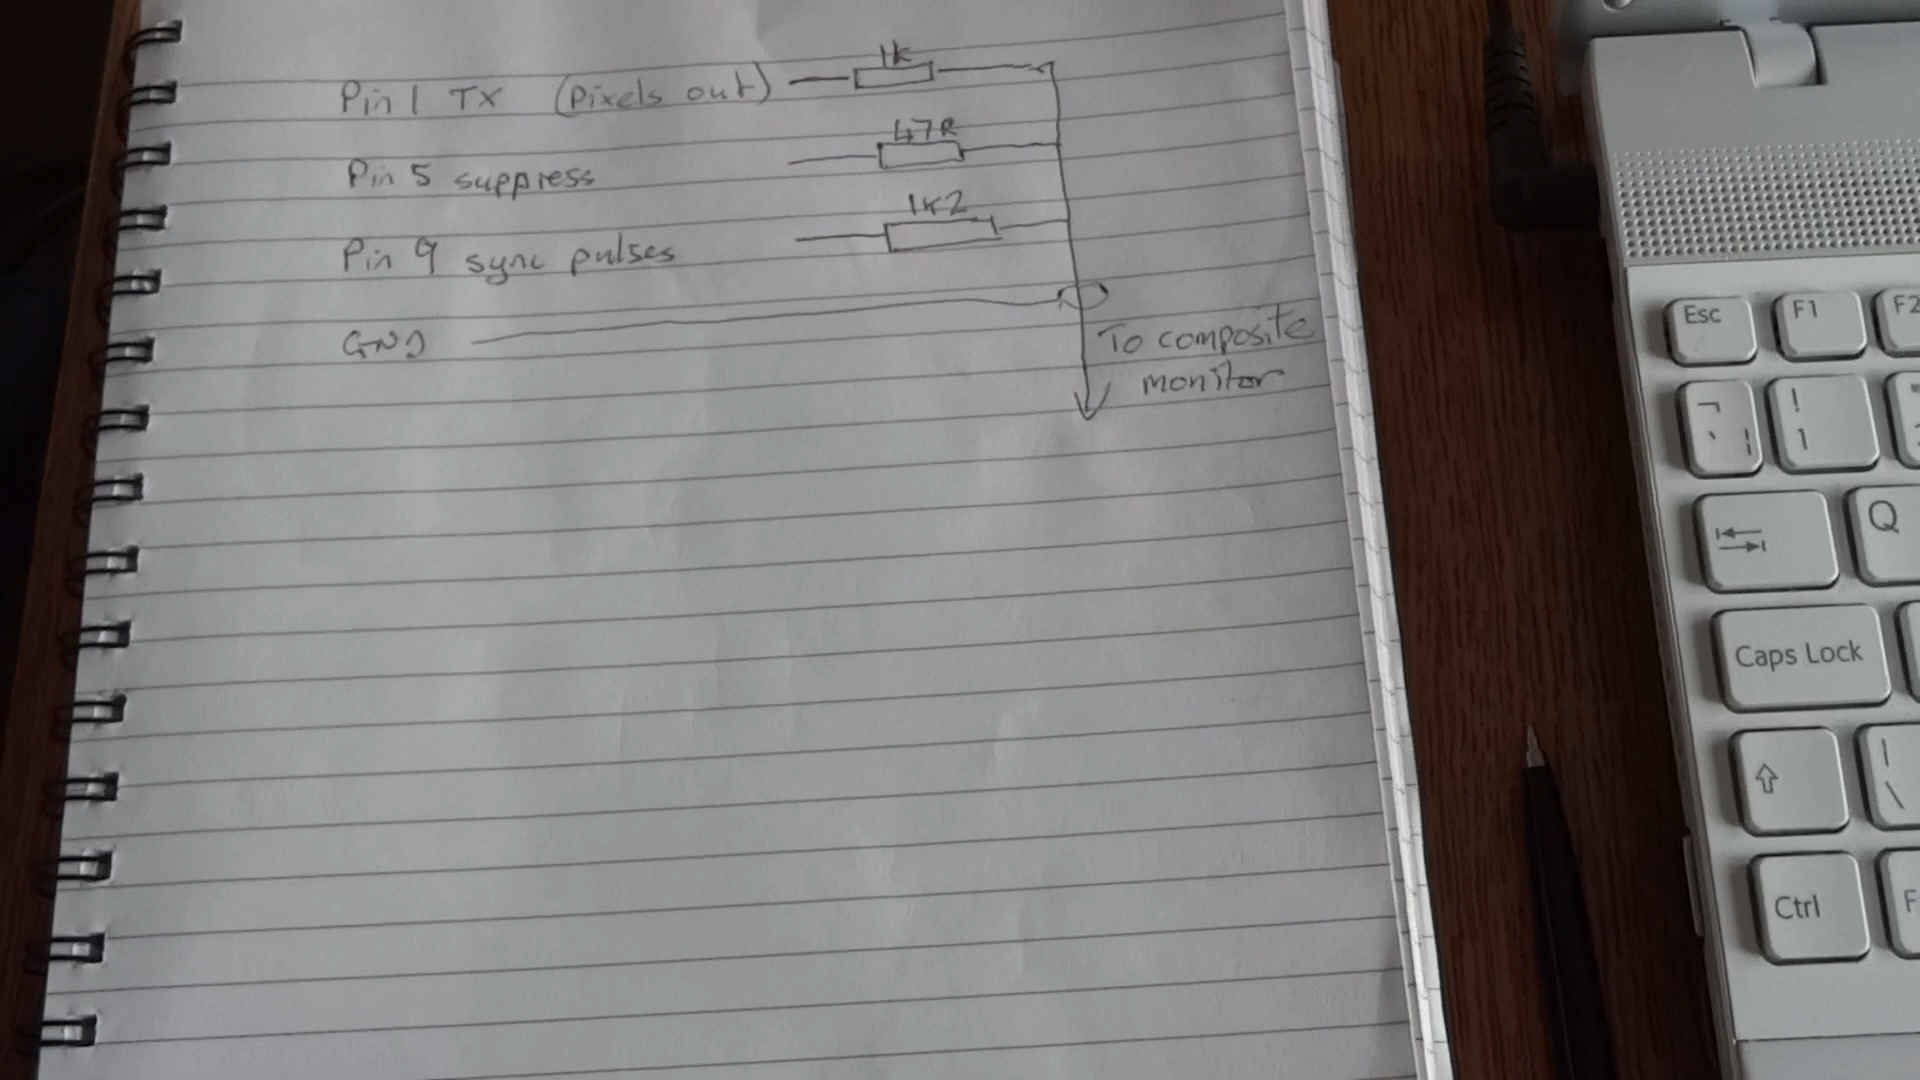 1K
Pin 1 TX (Pixels out)
47R
Pin 5 suppress
1K2
Pin 9 sync pulses
GND
To composite
monitor
Esc F1 F2
¬ ` ¦ ! 1
Q
Caps Lock
| \
Ctrl F